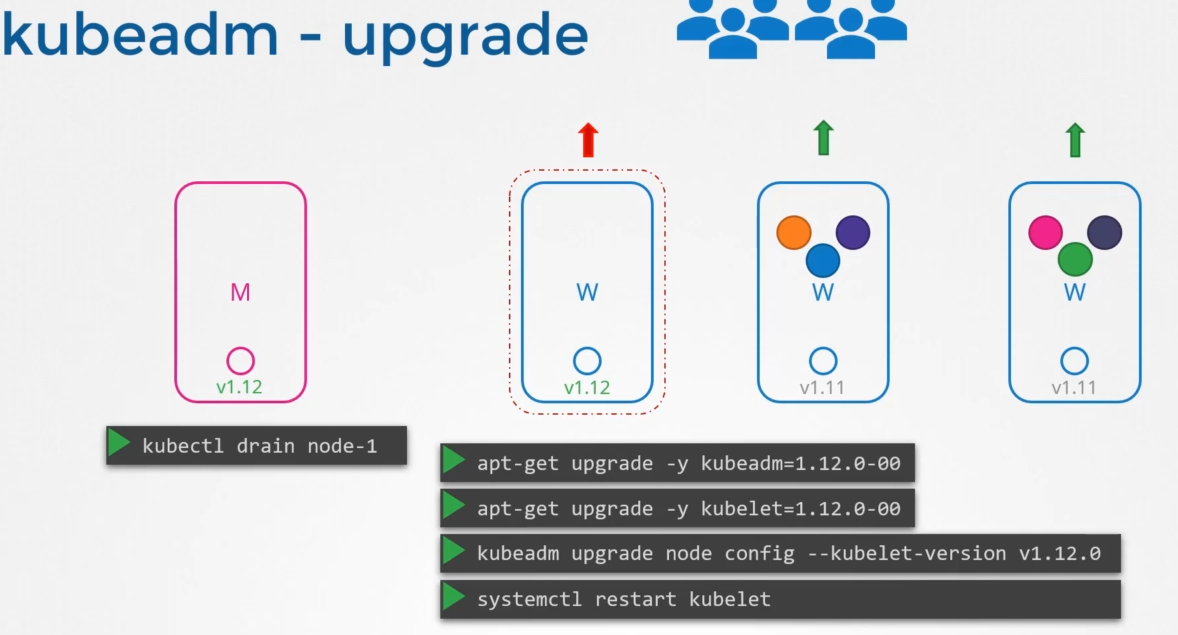 kubeadm - upgrade
M
v1.12
W
v1.12
W
v1.11
W
v1.11
kubectl drain node-1
apt-get upgrade -y kubeadm=1.12.0-00
apt-get upgrade -y kubelet=1.12.0-00
kubeadm upgrade node config --kubelet-version v1.12.0
systemctl restart kubelet